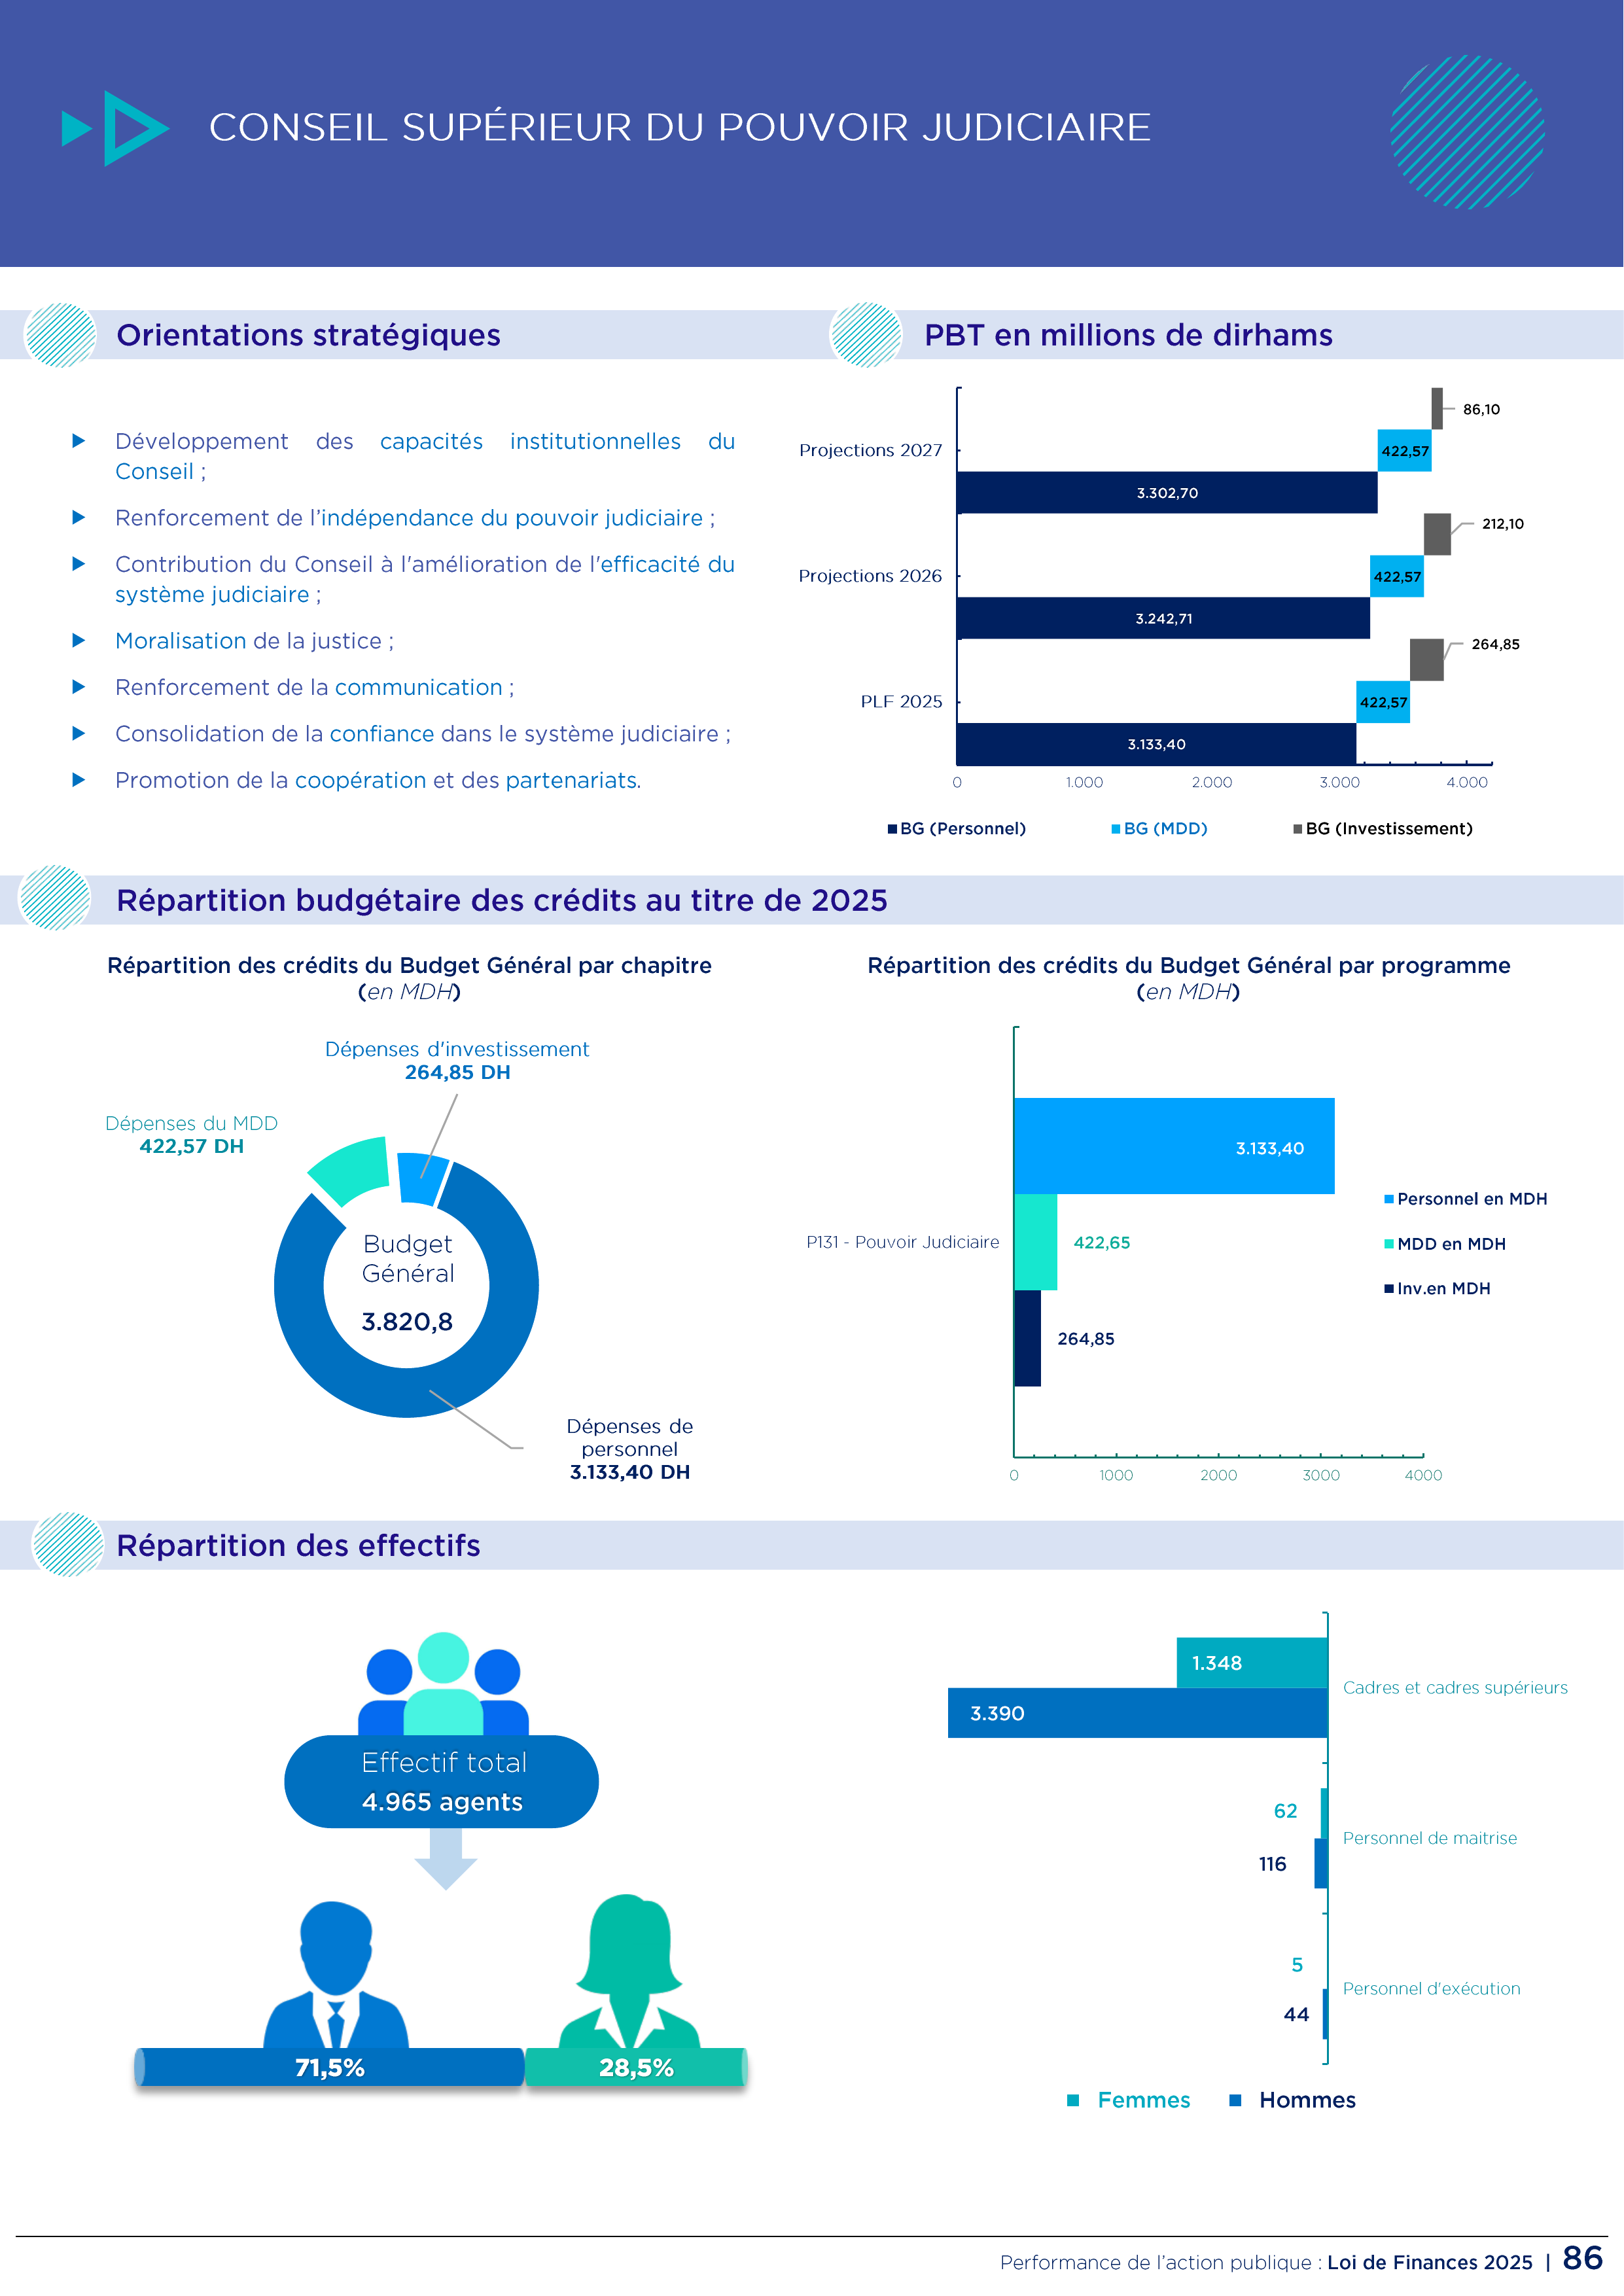 CONSEIL SUPÉRIEUR DU POUVOIR JUDICIAIRE
Orientations stratégiques
Développement des capacités institutionnelles du
Conseil ;
Renforcement de l’indépendance du pouvoir judiciaire ;
Contribution du Conseil à l'amélioration de l'efficacité du
système judiciaire ;
Moralisation de la justice ;
Renforcement de la communication ;
Consolidation de la confiance dans le système judiciaire ;
Promotion de la coopération et des partenariats.
PBT en millions de dirhams
86,10
Projections 2027
422,57
3.302,70
212,10
Projections 2026
422,57
3.242,71
264,85
PLF 2025
422,57
3.133,40
0 1.000 2.000 3.000 4.000
BG (Personnel) BG (MDD) BG (Investissement)
Répartition budgétaire des crédits au titre de 2025
Répartition des crédits du Budget Général par chapitre
(en MDH)
Dépenses d'investissement
264,85 DH
Dépenses du MDD
422,57 DH
Budget
Général
3.820,8
Dépenses de
personnel
3.133,40 DH
Répartition des crédits du Budget Général par programme
(en MDH)
3.133,40
P131 - Pouvoir Judiciaire
422,65
264,85
Personnel en MDH
MDD en MDH
Inv.en MDH
0 1000 2000 3000 4000
Répartition des effectifs
Effectif total
4.965 agents
71,5%
28,5%
1.348
Cadres et cadres supérieurs
3.390
62
Personnel de maitrise
116
5
Personnel d'exécution
44
Femmes Hommes
Performance de l’action publique : Loi de Finances 2025 | 86